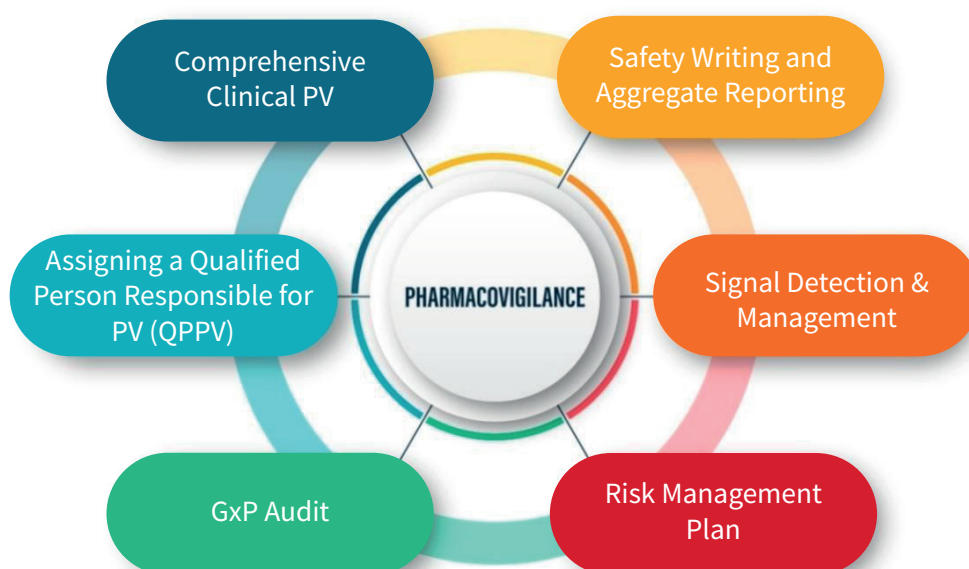 Comprehensive
Clinical PV
Safety Writing and
Aggregate Reporting
Assigning a Qualified
Person Responsible for
PV (QPPV)
PHARMACOVIGILANCE
Signal Detection &
Management
GxP Audit
Risk Management
Plan